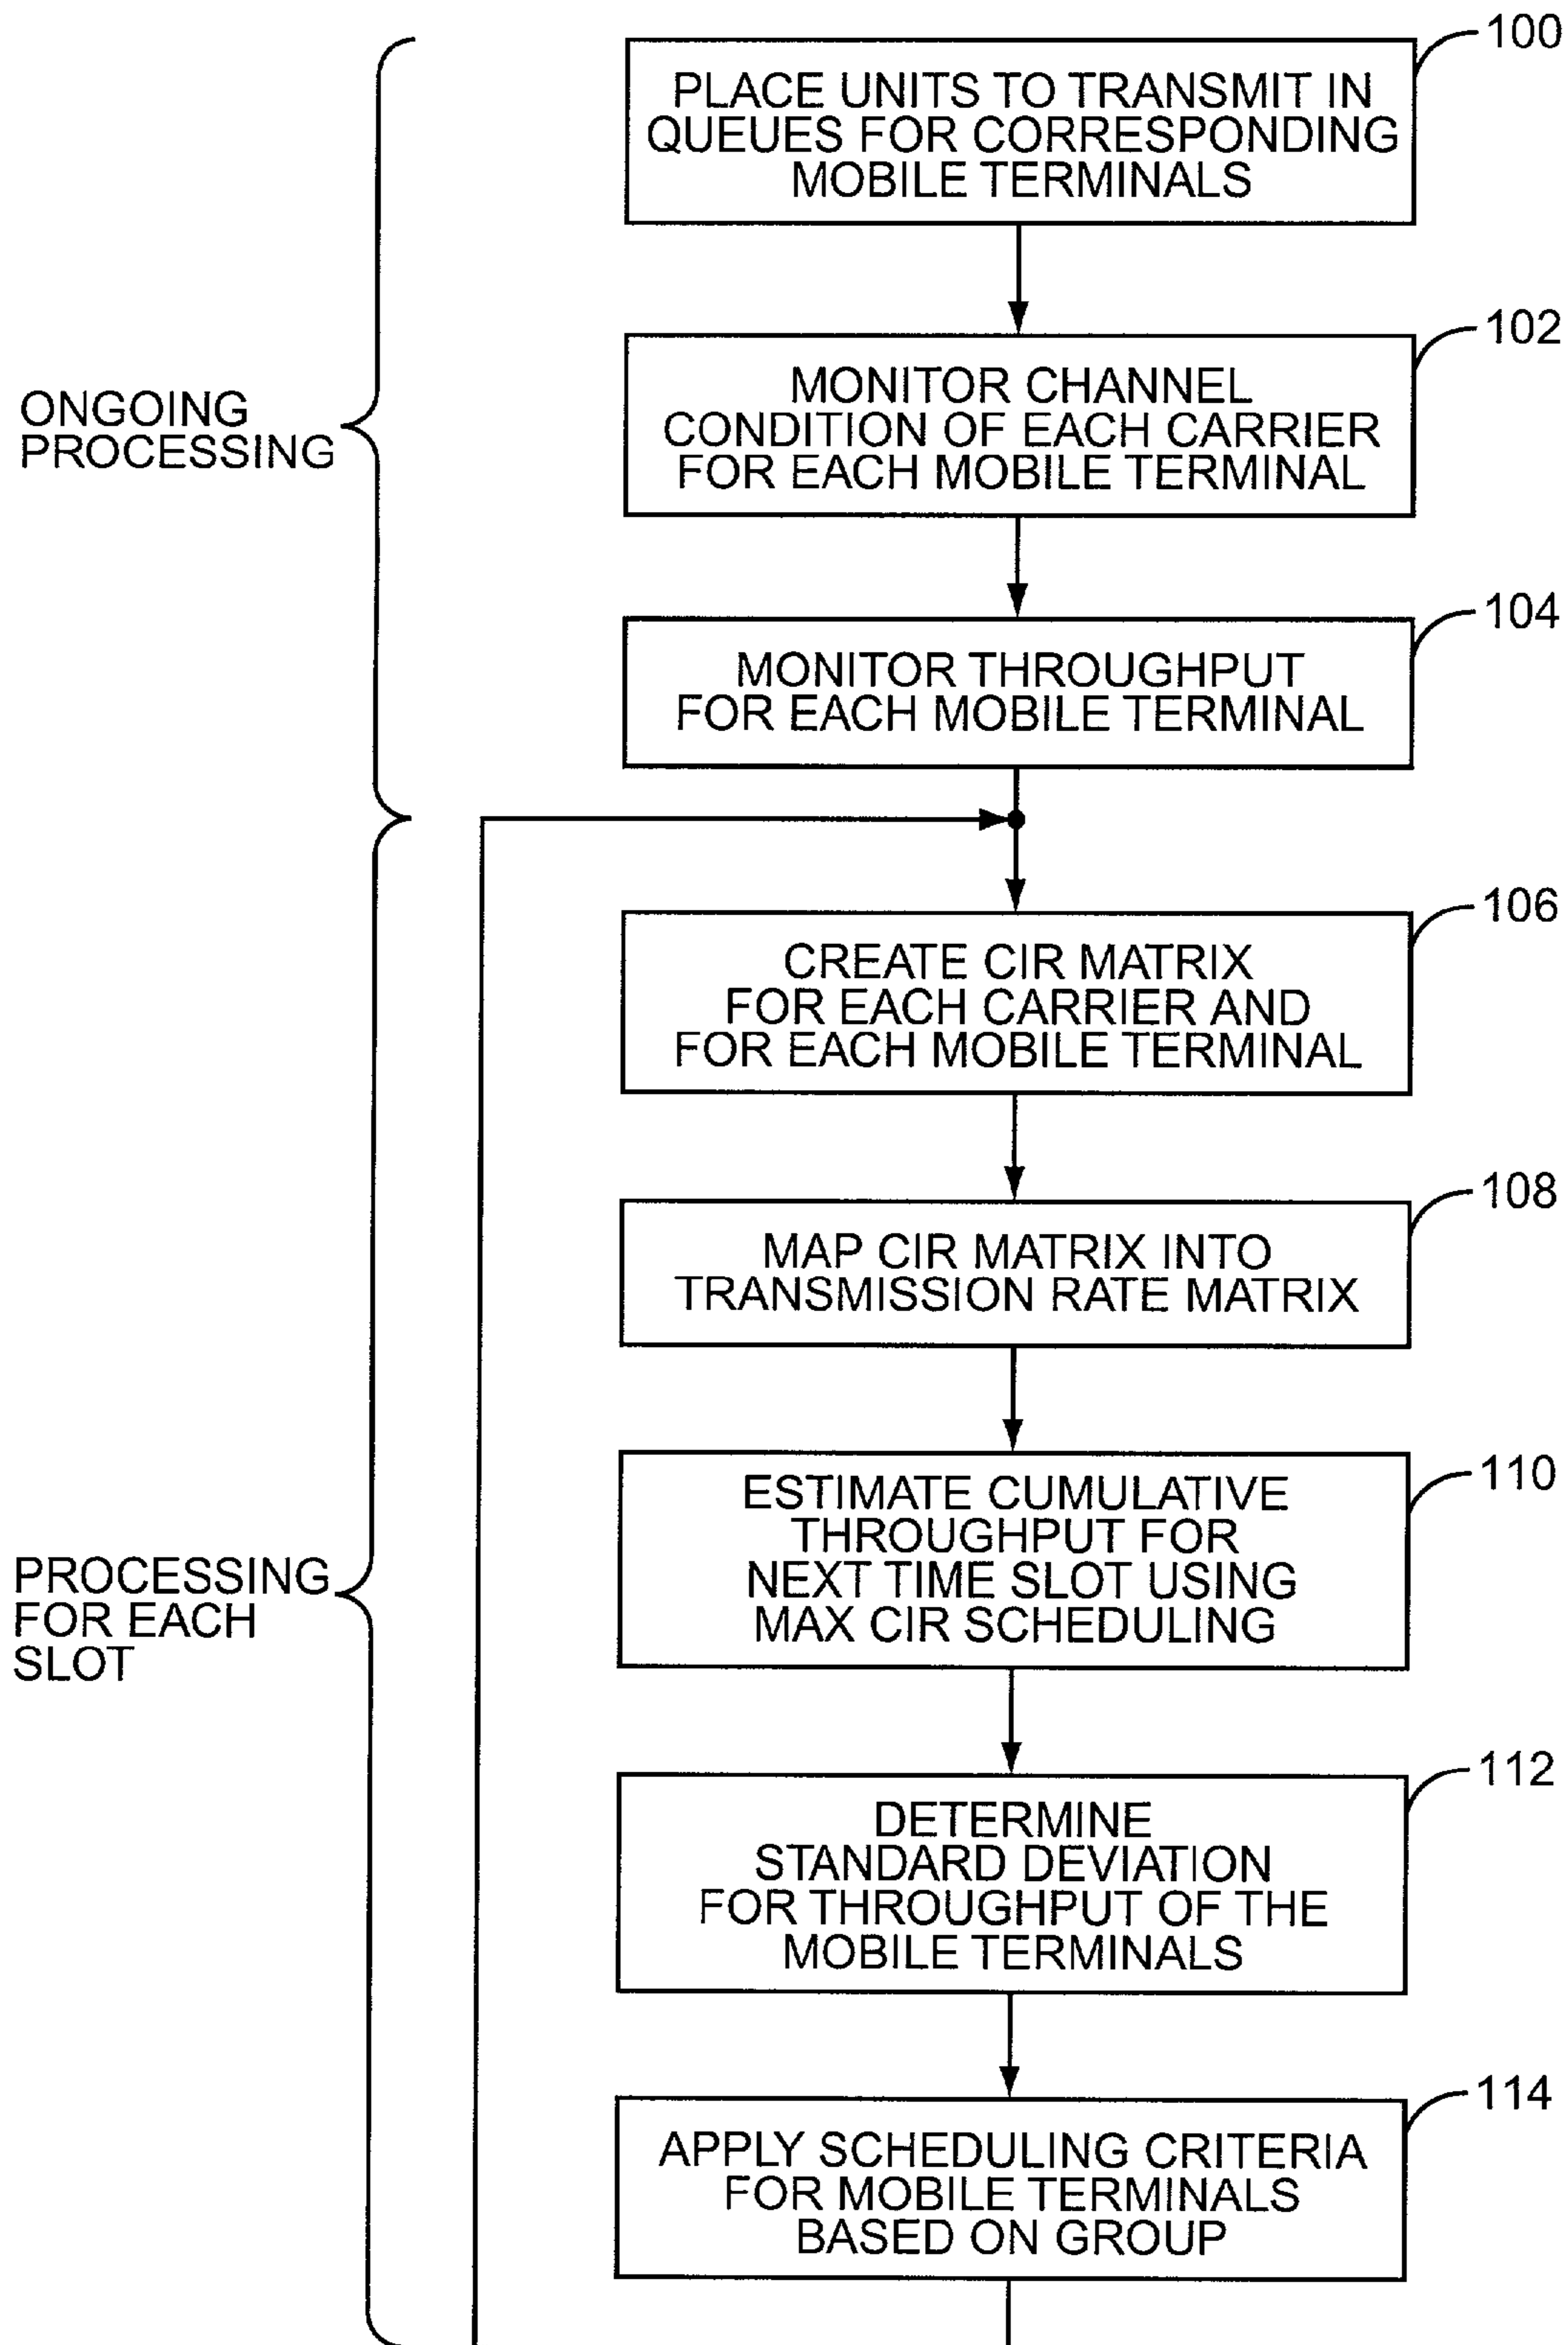 100
PLACE UNITS TO TRANSMIT IN
QUEUES FOR CORRESPONDING
MOBILE TERMINALS
102
MONITOR CHANNEL
CONDITION OF EACH CARRIER
FOR EACH MOBILE TERMINAL
ONGOING
PROCESSING
104
MONITOR THROUGHPUT
FOR EACH MOBILE TERMINAL
106
CREATE CIR MATRIX
FOR EACH CARRIER AND
FOR EACH MOBILE TERMINAL
108
MAP CIR MATRIX INTO
TRANSMISSION RATE MATRIX
110
ESTIMATE CUMULATIVE
THROUGHPUT FOR
NEXT TIME SLOT USING
MAX CIR SCHEDULING
PROCESSING
FOR EACH
SLOT
112
DETERMINE
STANDARD DEVIATION
FOR THROUGHPUT OF THE
MOBILE TERMINALS
114
APPLY SCHEDULING CRITERIA
FOR MOBILE TERMINALS
BASED ON GROUP